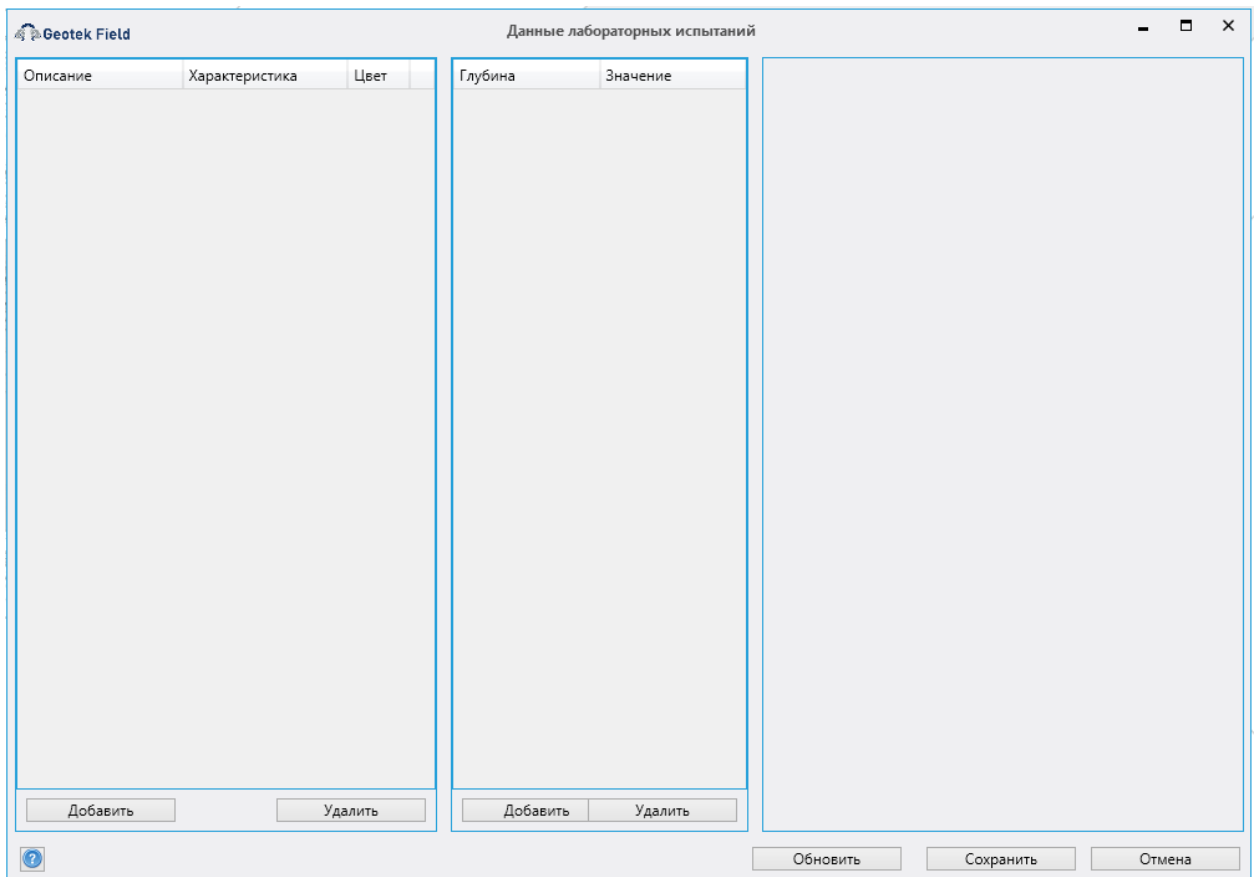 Geotek Field
Данные лабораторных испытаний
Описание Характеристика Цвет
Глубина Значение
Добавить Удалить
Добавить Удалить
?
Обновить Сохранить Отмена